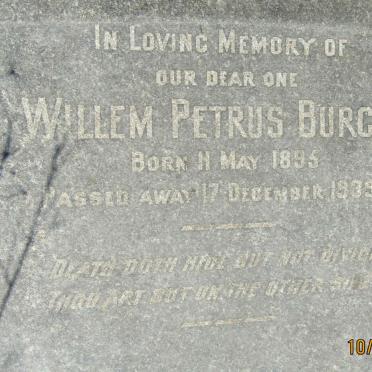 IN LOVING MEMORY OF
OUR DEAR ONE
WILLEM PETRUS BURG
BORN 11 MAY 1895
PASSED AWAY 17 DECEMBER 193
DEATH DOTH HIDE BUT NOT DIVIDE
THOU ART BUT ON THE OTHER SIDE
10/